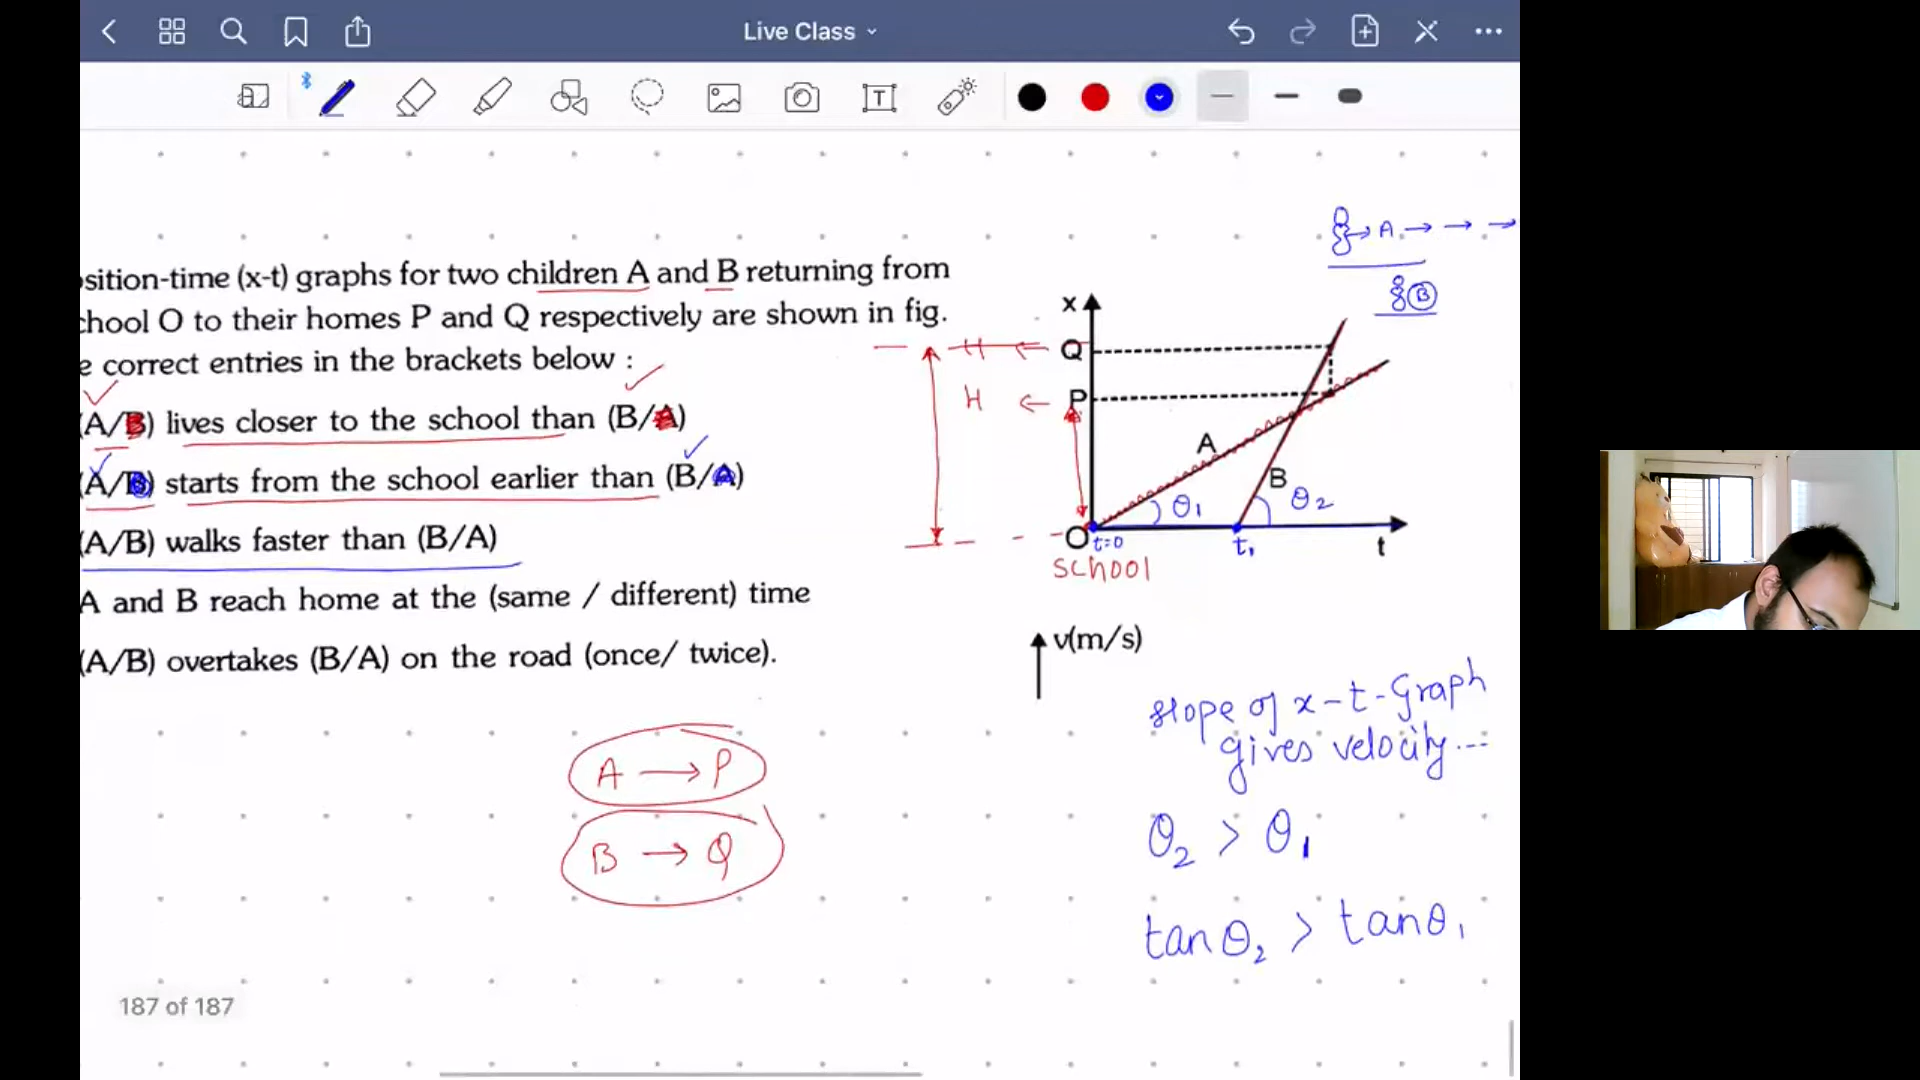 Live Class
sition-time (x-t) graphs for two children A and B returning from
chool O to their homes P and Q respectively are shown in fig.
e correct entries in the brackets below :
(A/B) lives closer to the school than (B/A)
(A/B) starts from the school earlier than (B/A)
(A/B) walks faster than (B/A)
A and B reach home at the (same / different) time
(A/B) overtakes (B/A) on the road (once/ twice).
A → P
B → Q
→ A → → →
B
x
H ← Q
H ← P
A
B
θ1
θ2
O
t=0
t1
t
SCHOOL
v(m/s)
slope of x-t-Graph
gives velocity...
θ2 > θ1
tanθ2 > tanθ1
187 of 187